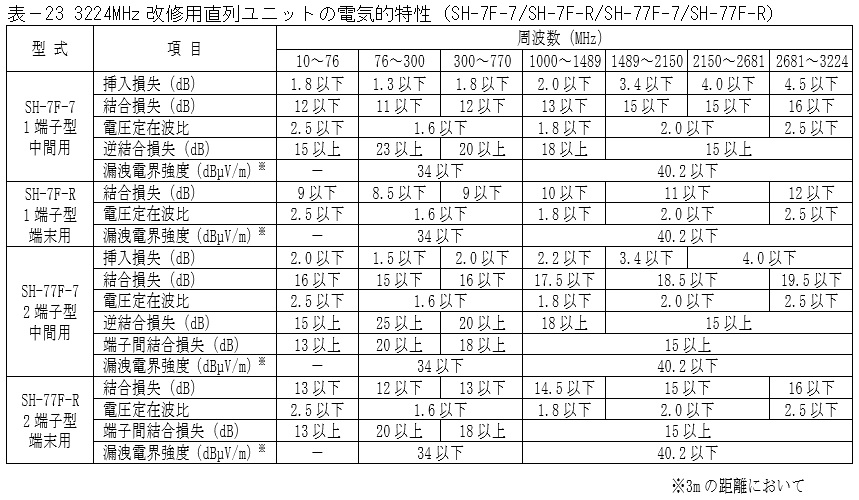 表－23 3224MHz 改修用直列ユニットの電気的特性 (SH-7F-7/SH-7F-R/SH-77F-7/SH-77F-R)
型 式 項 目 周波数 (MHz)
10～76 76～300 300～770 1000～1489 1489～2150 2150～2681 2681～3224
SH-7F-7 1端子型 中間用
挿入損失 (dB) 1.8 以下 1.3 以下 1.8 以下 2.0 以下 3.4 以下 4.0 以下 4.5 以下
結合損失 (dB) 12 以下 11 以下 12 以下 13 以下 15 以下 15 以下 16 以下
電圧定在波比 2.5 以下 1.6 以下 1.8 以下 2.0 以下 2.5 以下
逆結合損失 (dB) 15 以上 23 以上 20 以上 18 以上 15 以上
漏洩電界強度 (dBμV/m)※ － 34 以下 40.2 以下
SH-7F-R 1端子型 端末用
結合損失 (dB) 9 以下 8.5 以下 9 以下 10 以下 11 以下 12 以下
電圧定在波比 2.5 以下 1.6 以下 1.8 以下 2.0 以下 2.5 以下
漏洩電界強度 (dBμV/m)※ － 34 以下 40.2 以下
SH-77F-7 2端子型 中間用
挿入損失 (dB) 2.0 以下 1.5 以下 2.0 以下 2.2 以下 3.4 以下 4.0 以下
結合損失 (dB) 16 以下 15 以下 16 以下 17.5 以下 18.5 以下 19.5 以下
電圧定在波比 2.5 以下 1.6 以下 1.8 以下 2.0 以下 2.5 以下
逆結合損失 (dB) 15 以上 25 以上 20 以上 18 以上 15 以上
端子間結合損失 (dB) 13 以上 20 以上 18 以上 15 以上
漏洩電界強度 (dBμV/m)※ － 34 以下 40.2 以下
SH-77F-R 2端子型 端末用
結合損失 (dB) 13 以下 12 以下 13 以下 14.5 以下 15 以下 16 以下
電圧定在波比 2.5 以下 1.6 以下 1.8 以下 2.0 以下 2.5 以下
端子間結合損失 (dB) 13 以上 20 以上 18 以上 15 以上
漏洩電界強度 (dBμV/m)※ － 34 以下 40.2 以下
※3m の距離において